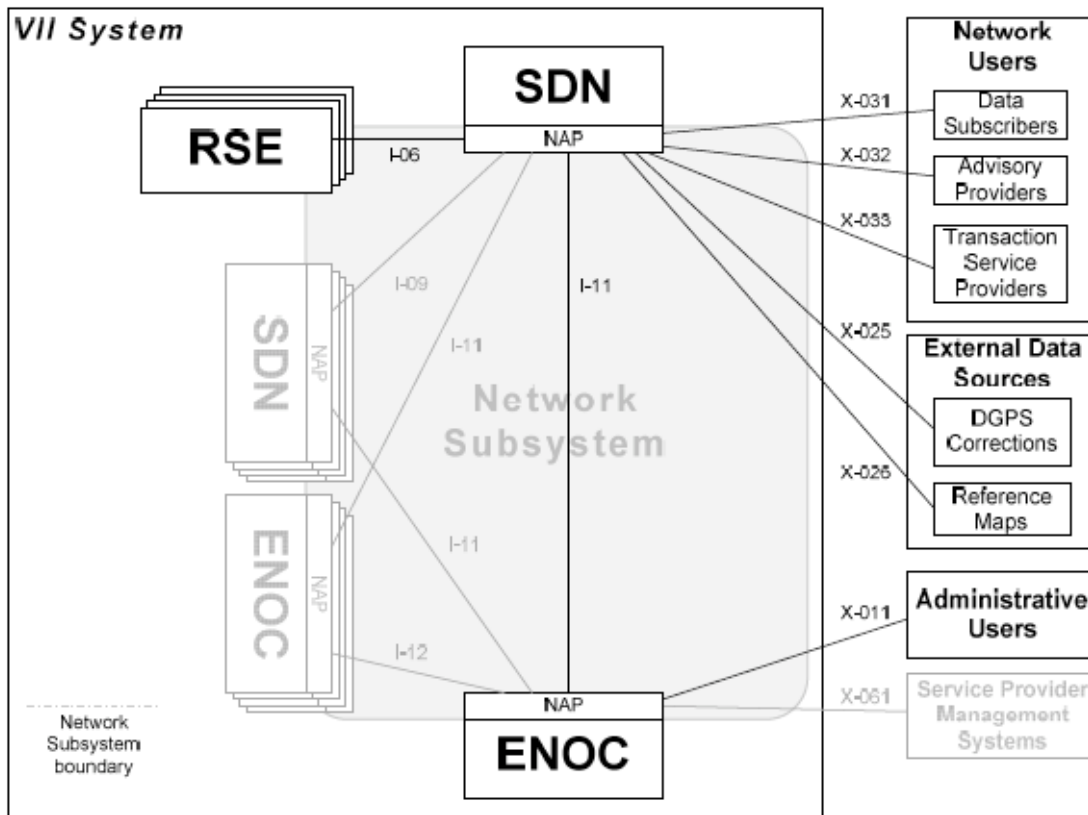 VII System
SDN
NAP
RSE
I-06
I-09
I-11
I-11
SDN
NAP
Network
Subsystem
ENOC
NAP
I-11
I-12
NAP
ENOC
Network
Subsystem
boundary
X-031
X-032
X-033
X-025
X-026
X-011
X-061
Network
Users
Data
Subscribers
Advisory
Providers
Transaction
Service
Providers
External Data
Sources
DGPS
Corrections
Reference
Maps
Administrative
Users
Service Provider
Management
Systems